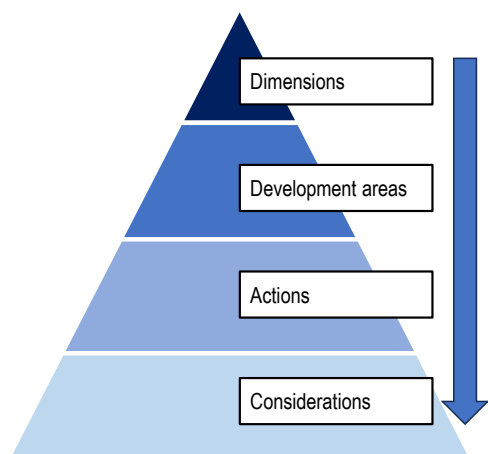 Dimensions
Development areas
Actions
Considerations